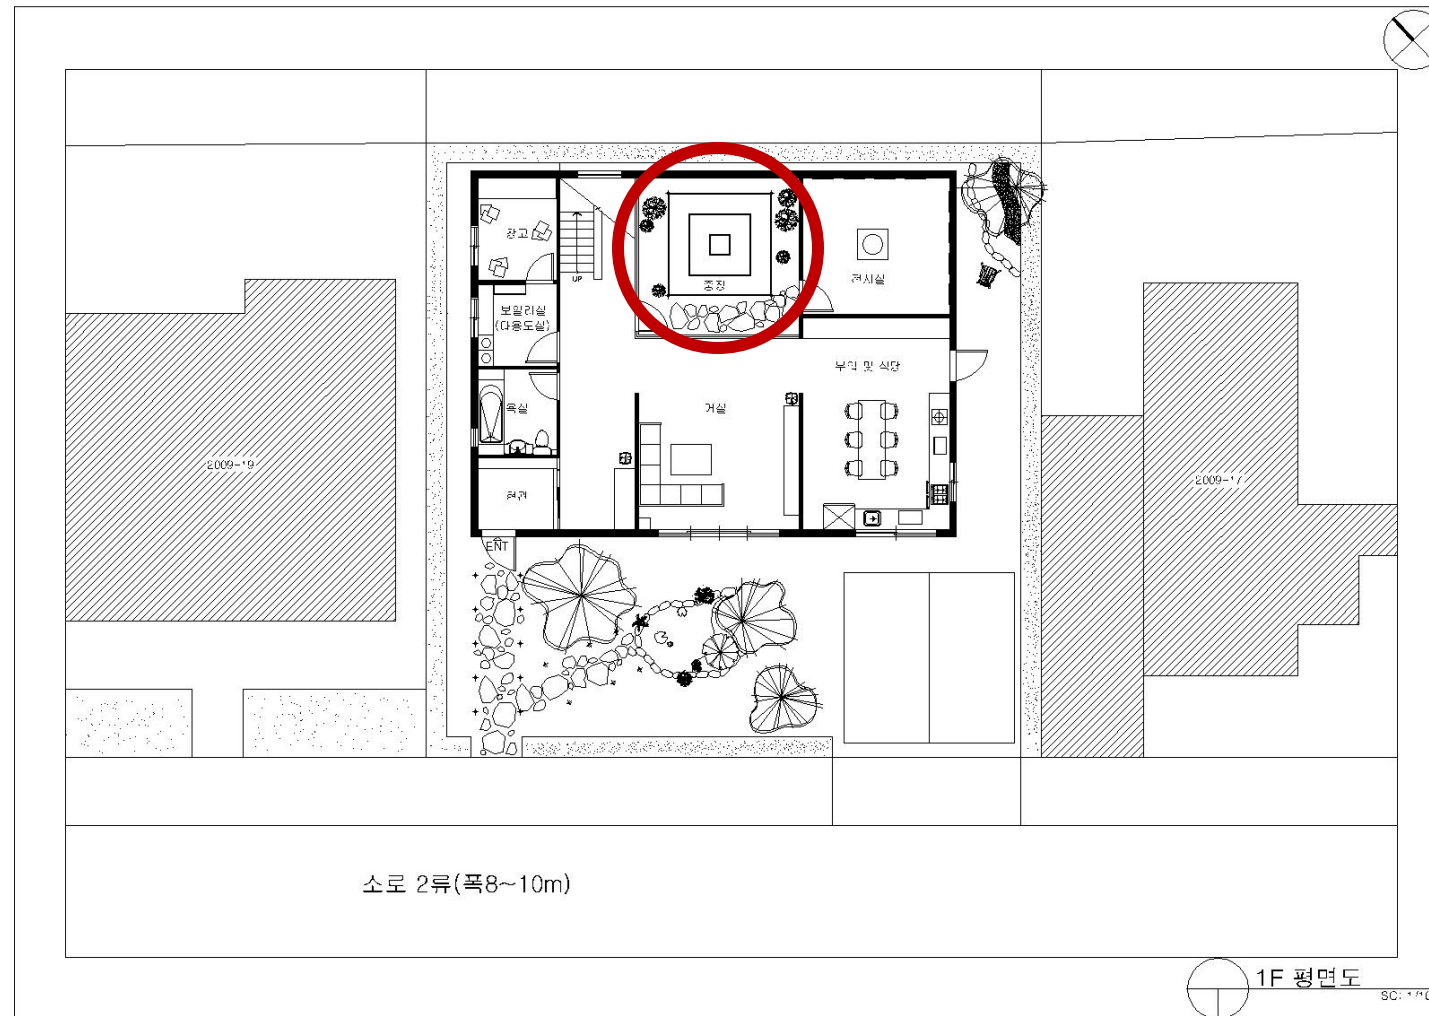 창고
UP
중정
전시실
보일러실
(다용도실)
부엌 및 식당
욕실
거실
2009-19
현관
2009-17
ENT
소로 2류(폭8~10m)
1F 평면도